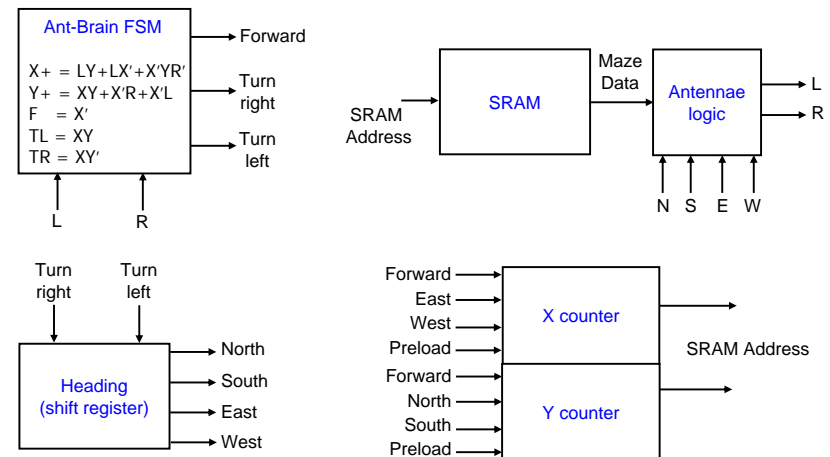 Ant-Brain FSM
X+ = LY+LX'+X'YR'
Y+ = XY+X'R+X'L
F = X'
TL = XY
TR = XY'
Forward
Turn
right
Turn
left
L
R
SRAM
Address
SRAM
Maze
Data
Antennae
logic
L
R
N S E W
Turn
right
Turn
left
Heading
(shift register)
North
South
East
West
Forward
East
West
Preload
X counter
Forward
North
South
Preload
Y counter
SRAM Address